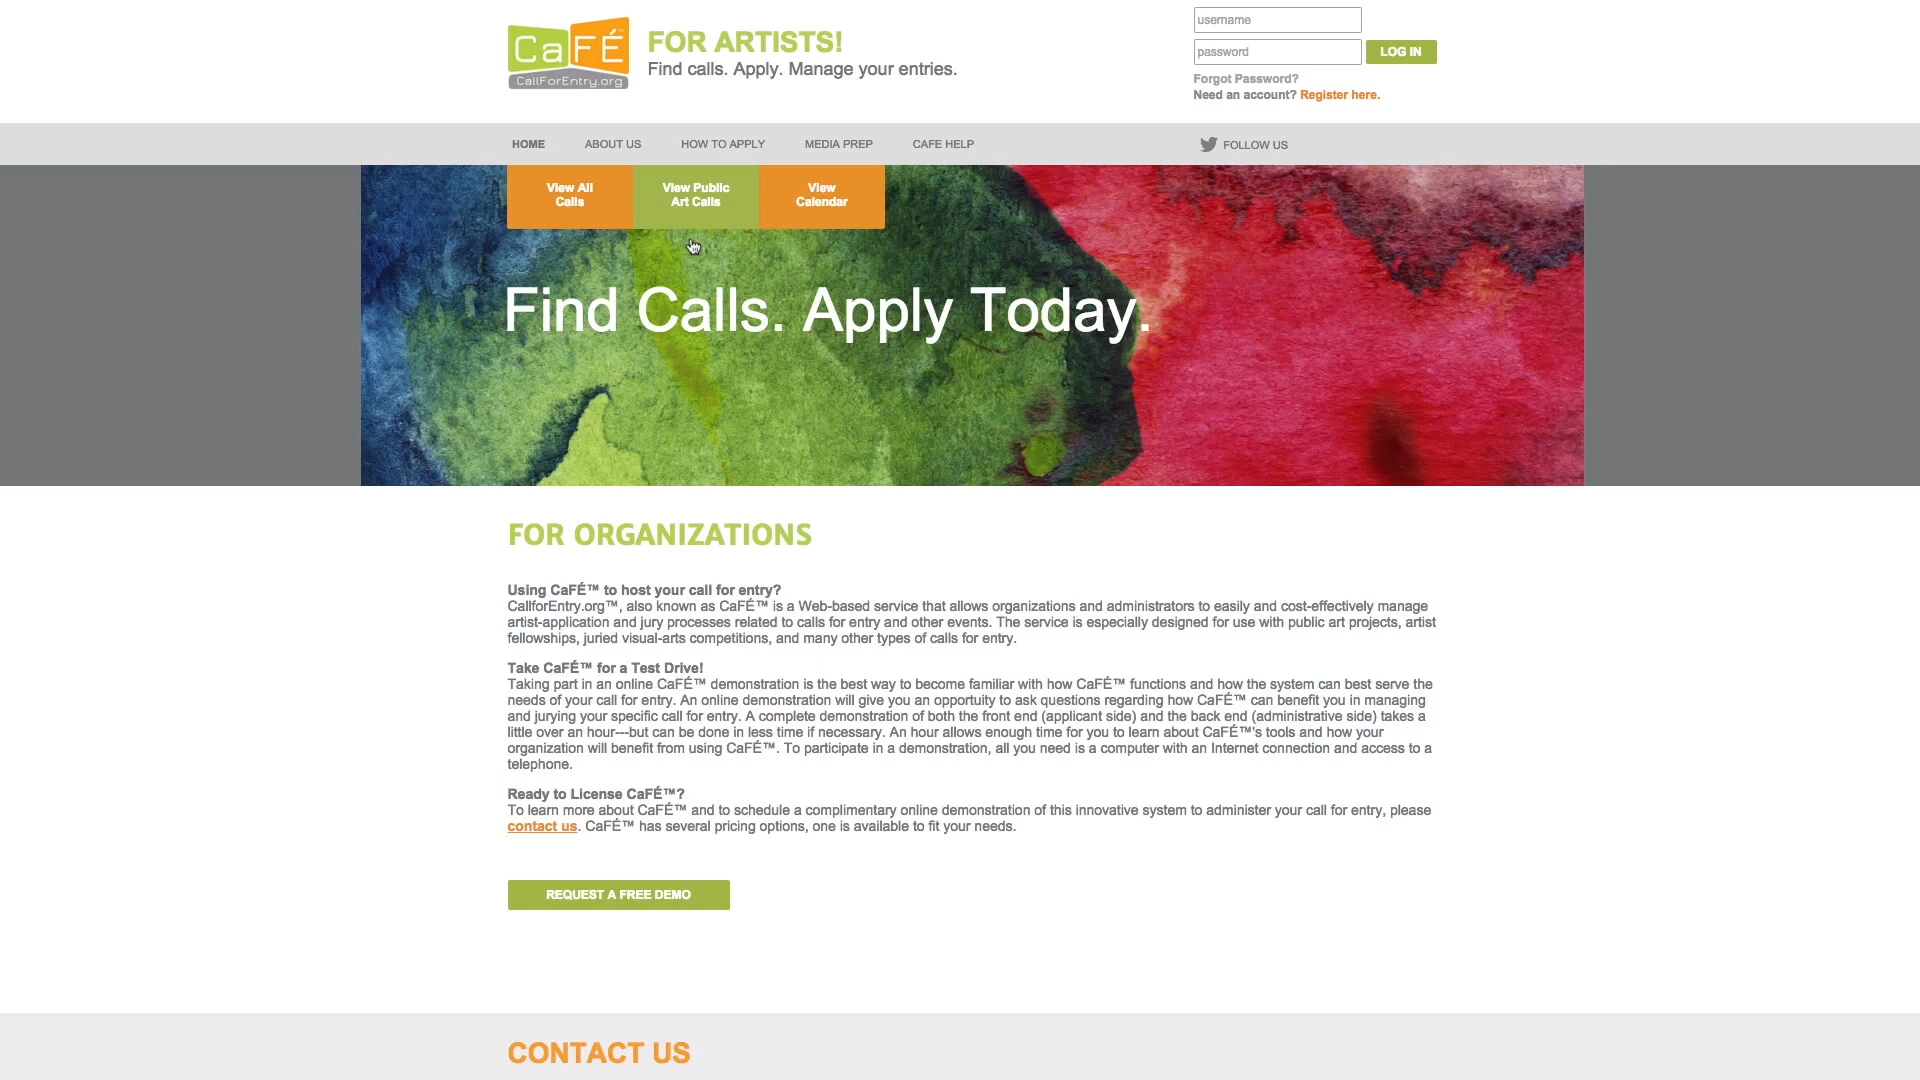 CaFÉ™
CallForEntry.org
FOR ARTISTS!
Find calls. Apply. Manage your entries.
username
password
LOG IN
Forgot Password?
Need an account? Register here.
HOME
ABOUT US
HOW TO APPLY
MEDIA PREP
CAFE HELP
FOLLOW US
View All
Calls
View Public
Art Calls
View
Calendar
Find Calls. Apply Today.
FOR ORGANIZATIONS
Using CaFÉ™ to host your call for entry?
CallforEntry.org™, also known as CaFÉ™ is a Web-based service that allows organizations and administrators to easily and cost-effectively manage
artist-application and jury processes related to calls for entry and other events. The service is especially designed for use with public art projects, artist
fellowships, juried visual-arts competitions, and many other types of calls for entry.
Take CaFÉ™ for a Test Drive!
Taking part in an online CaFÉ™ demonstration is the best way to become familiar with how CaFÉ™ functions and how the system can best serve the
needs of your call for entry. An online demonstration will give you an opportuity to ask questions regarding how CaFÉ™ can benefit you in managing
and jurying your specific call for entry. A complete demonstration of both the front end (applicant side) and the back end (administrative side) takes a
little over an hour---but can be done in less time if necessary. An hour allows enough time for you to learn about CaFÉ™'s tools and how your
organization will benefit from using CaFÉ™. To participate in a demonstration, all you need is a computer with an Internet connection and access to a
telephone.
Ready to License CaFÉ™?
To learn more about CaFÉ™ and to schedule a complimentary online demonstration of this innovative system to administer your call for entry, please
contact us. CaFÉ™ has several pricing options, one is available to fit your needs.
REQUEST A FREE DEMO
CONTACT US